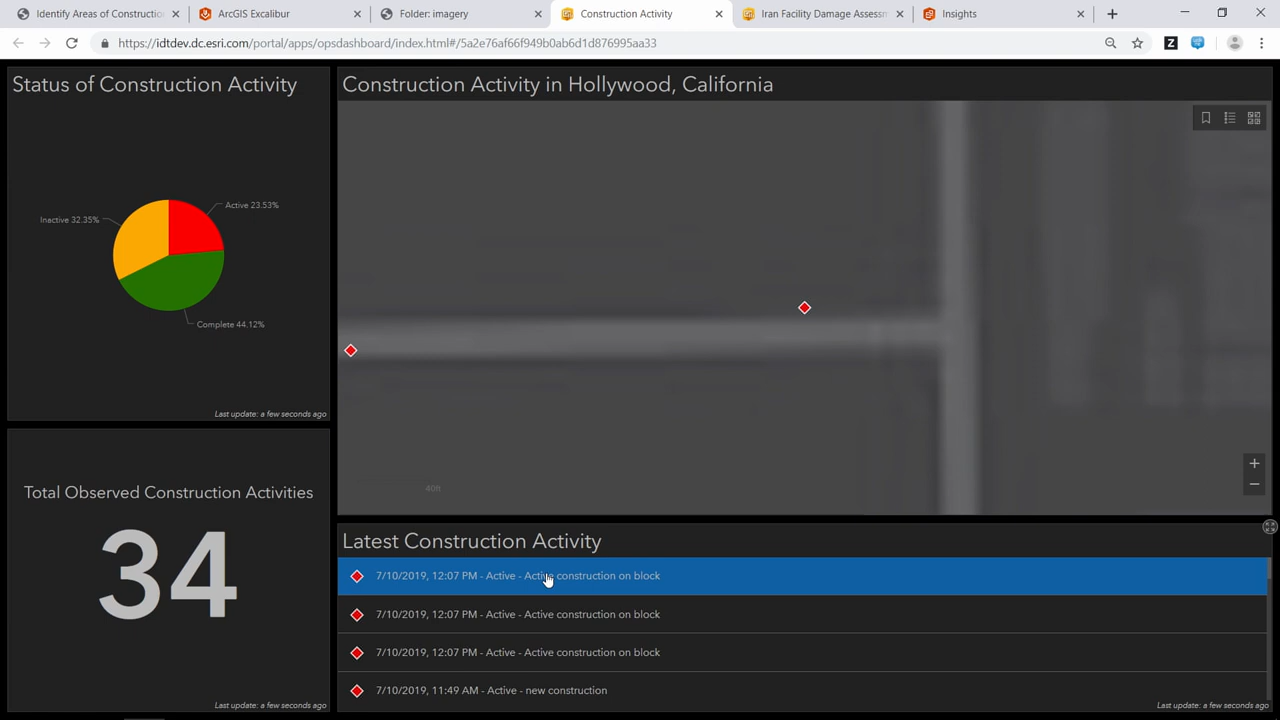 Identify Areas of Constructio
ArcGIS Excalibur
Folder: imagery
Construction Activity
Iran Facility Damage Assessm
Insights
https://idtdev.dc.esri.com/portal/apps/opsdashboard/index.html#/5a2e76af66f949b0ab6d1d876995aa33
Status of Construction Activity
Inactive 32.35%
Active 23.53%
Complete 44.12%
Last update: a few seconds ago
Total Observed Construction Activities
34
Last update: a few seconds ago
Construction Activity in Hollywood, California
40ft
Latest Construction Activity
7/10/2019, 12:07 PM - Active - Active construction on block
7/10/2019, 12:07 PM - Active - Active construction on block
7/10/2019, 12:07 PM - Active - Active construction on block
7/10/2019, 11:49 AM - Active - new construction
Last update: a few seconds ago